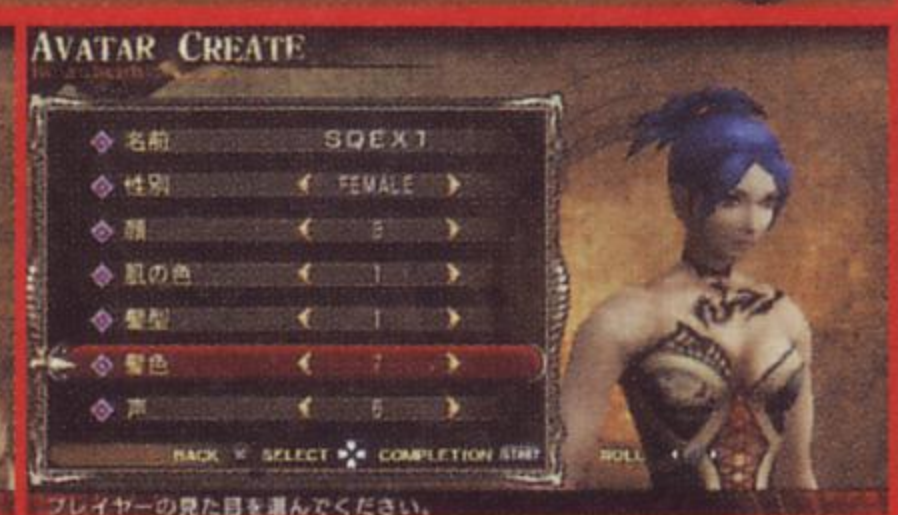 AVATAR CREATE
名前 SQEX1
性別 FEMALE
顔
肌の色 1
髪型 1
髪色 7
声 6
BACK SELECT COMPLETION START
ROLL
プレイヤーの見た目を選んでください。